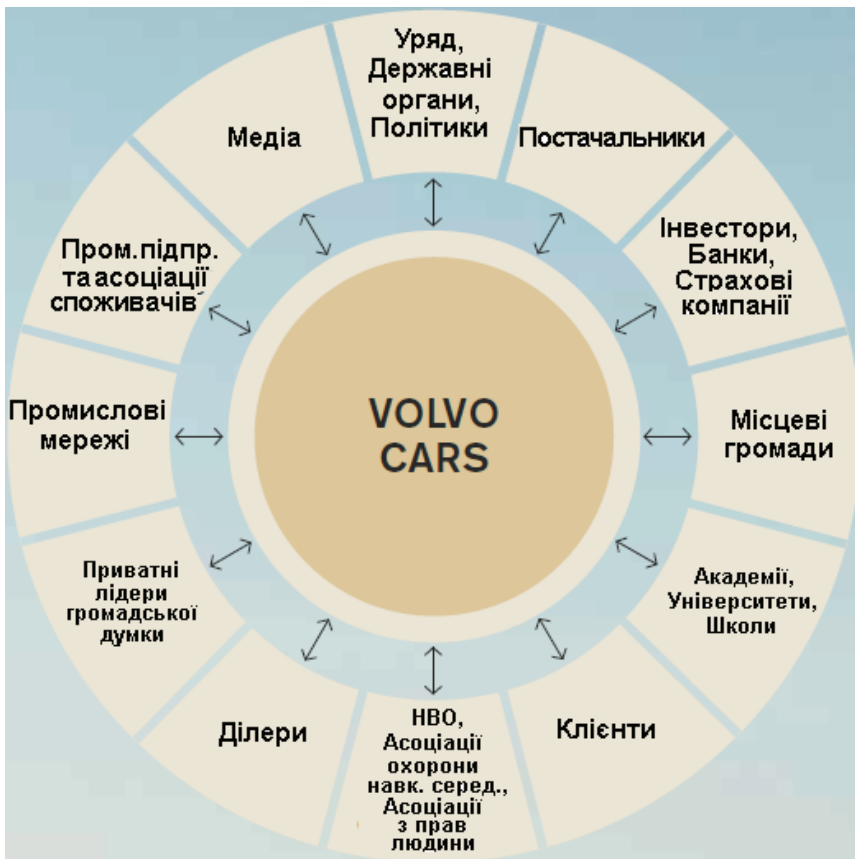 Уряд,
Державні
органи,
Політики
Постачальники
Інвестори,
Банки,
Страхові
компанії
Місцеві
громади
Академії,
Університети,
Школи
Клієнти
НВО,
Асоціації
охорони
навк. серед.,
Асоціації
з прав
людини
Ділери
Приватні
лідери
громадської
думки
Промислові
мережі
Пром.підпр.
та асоціації
споживачів
Медіа
VOLVO
CARS